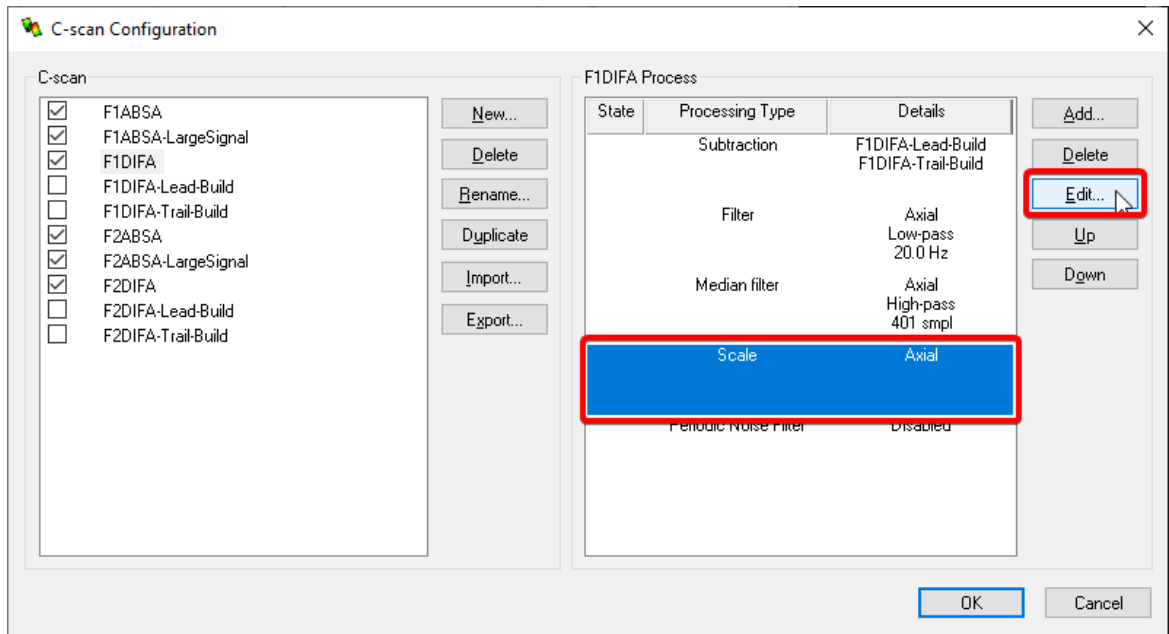 C-scan Configuration
C-scan
F1ABSA
F1ABSA-LargeSignal
F1DIFA
F1DIFA-Lead-Build
F1DIFA-Trail-Build
F2ABSA
F2ABSA-LargeSignal
F2DIFA
F2DIFA-Lead-Build
F2DIFA-Trail-Build
New...
Delete
Rename...
Duplicate
Import...
Export...
F1DIFA Process
State Processing Type Details
Subtraction F1DIFA-Lead-Build
F1DIFA-Trail-Build
Filter Axial
Low-pass
20.0 Hz
Median filter Axial
High-pass
401 smpl
Scale Axial
Periodic Noise Filter Disabled
Add...
Delete
Edit...
Up
Down
OK Cancel